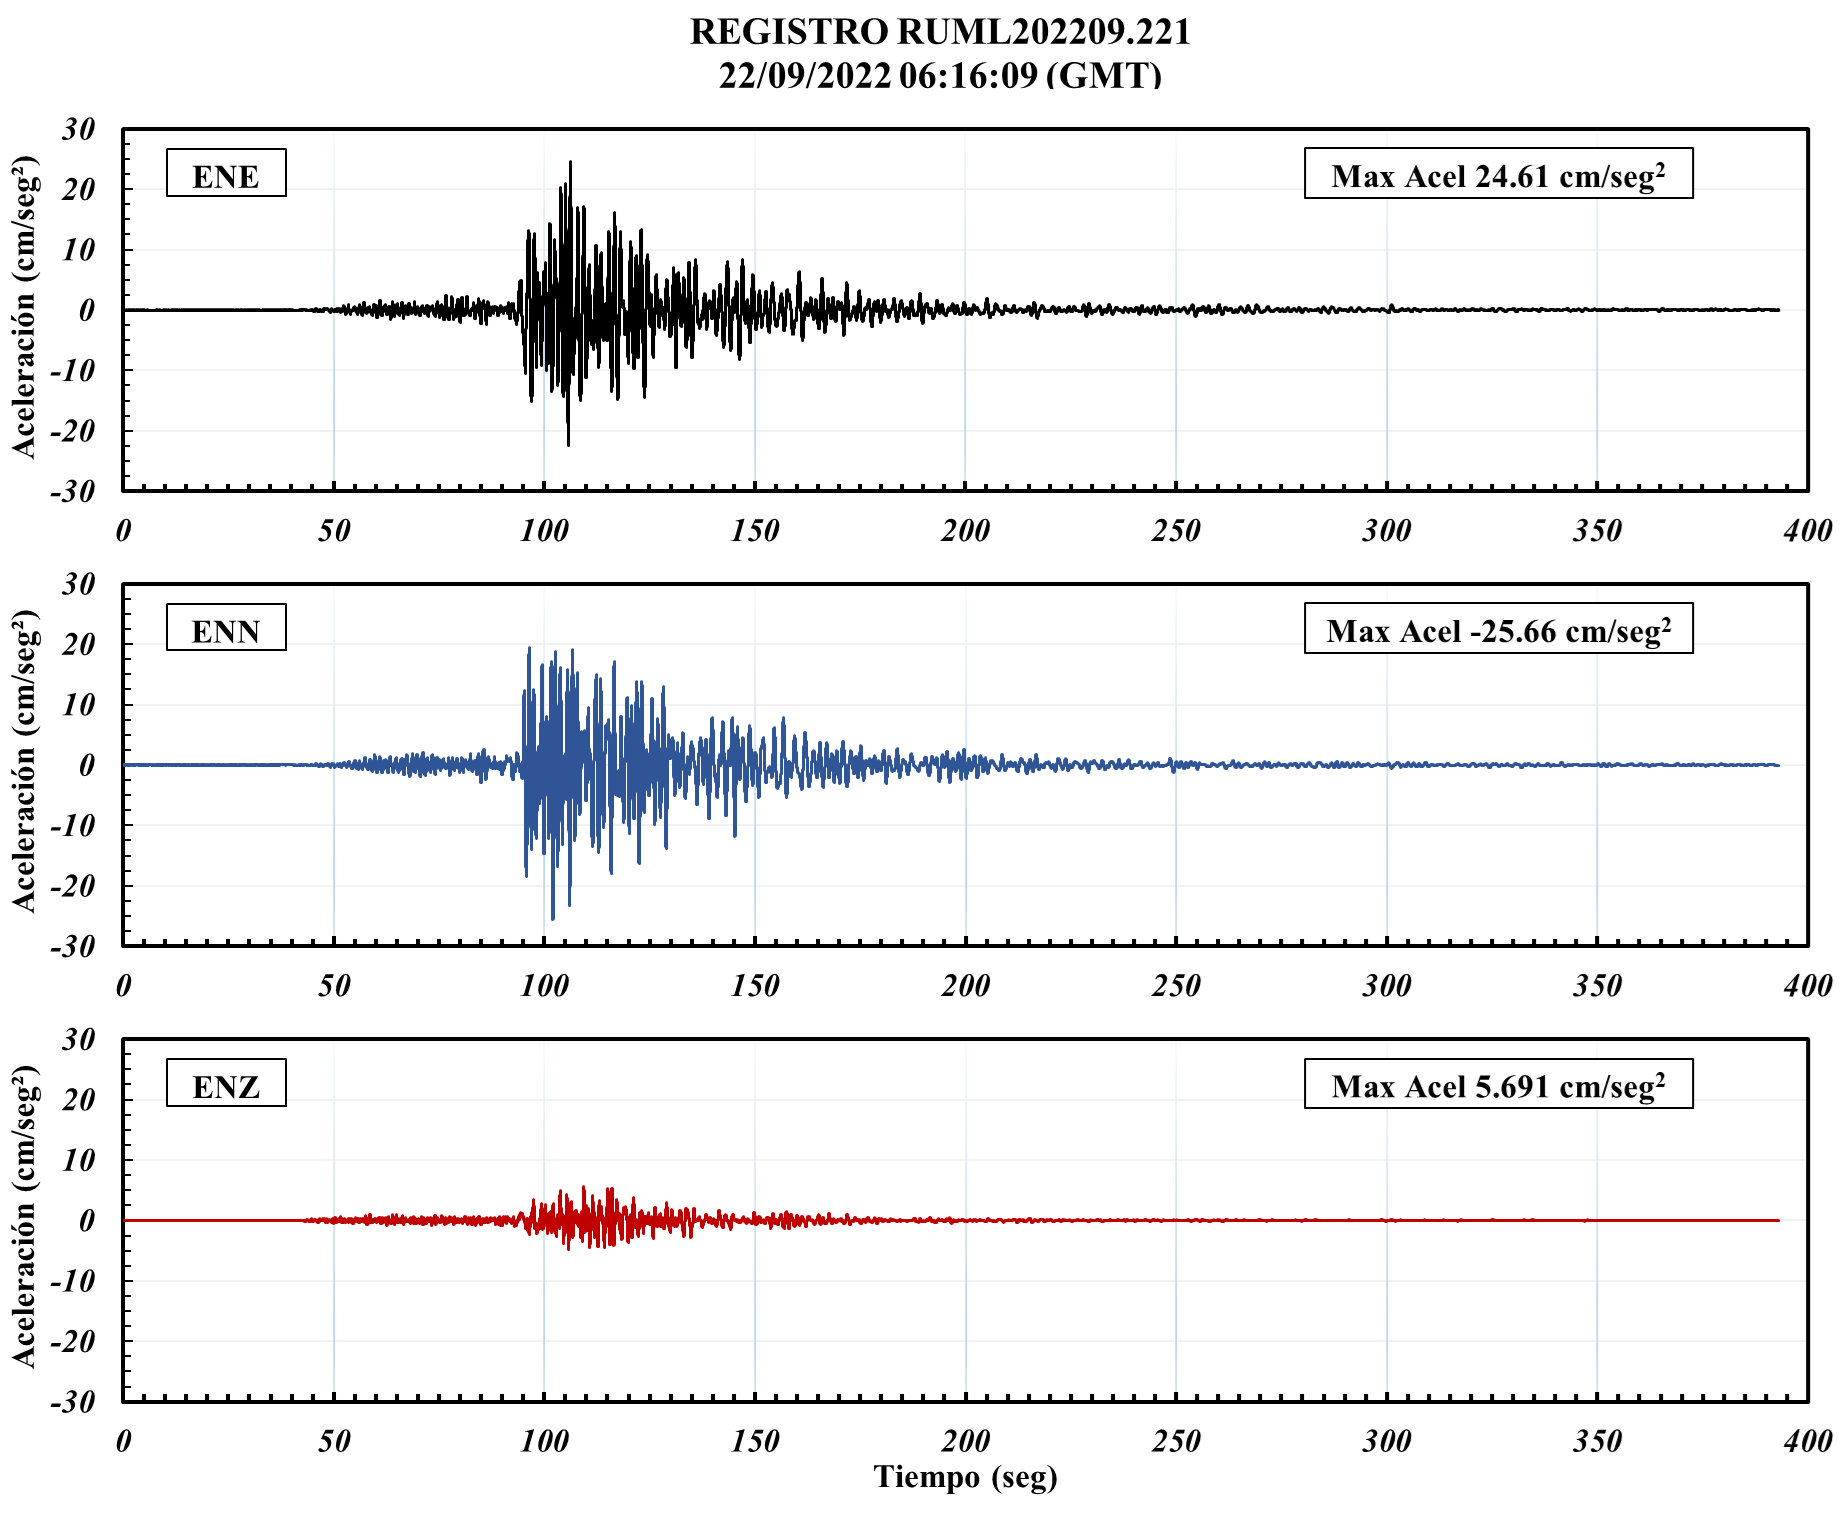 REGISTRO RUML202209.221
22/09/2022 06:16:09 (GMT)
ENE
Max Acel 24.61 cm/seg²
Aceleración (cm/seg²)
30
20
10
0
-10
-20
-30
0 50 100 150 200 250 300 350 400
ENN
Max Acel -25.66 cm/seg²
Aceleración (cm/seg²)
30
20
10
0
-10
-20
-30
0 50 100 150 200 250 300 350 400
ENZ
Max Acel 5.691 cm/seg²
Aceleración (cm/seg²)
30
20
10
0
-10
-20
-30
0 50 100 150 200 250 300 350 400
Tiempo (seg)